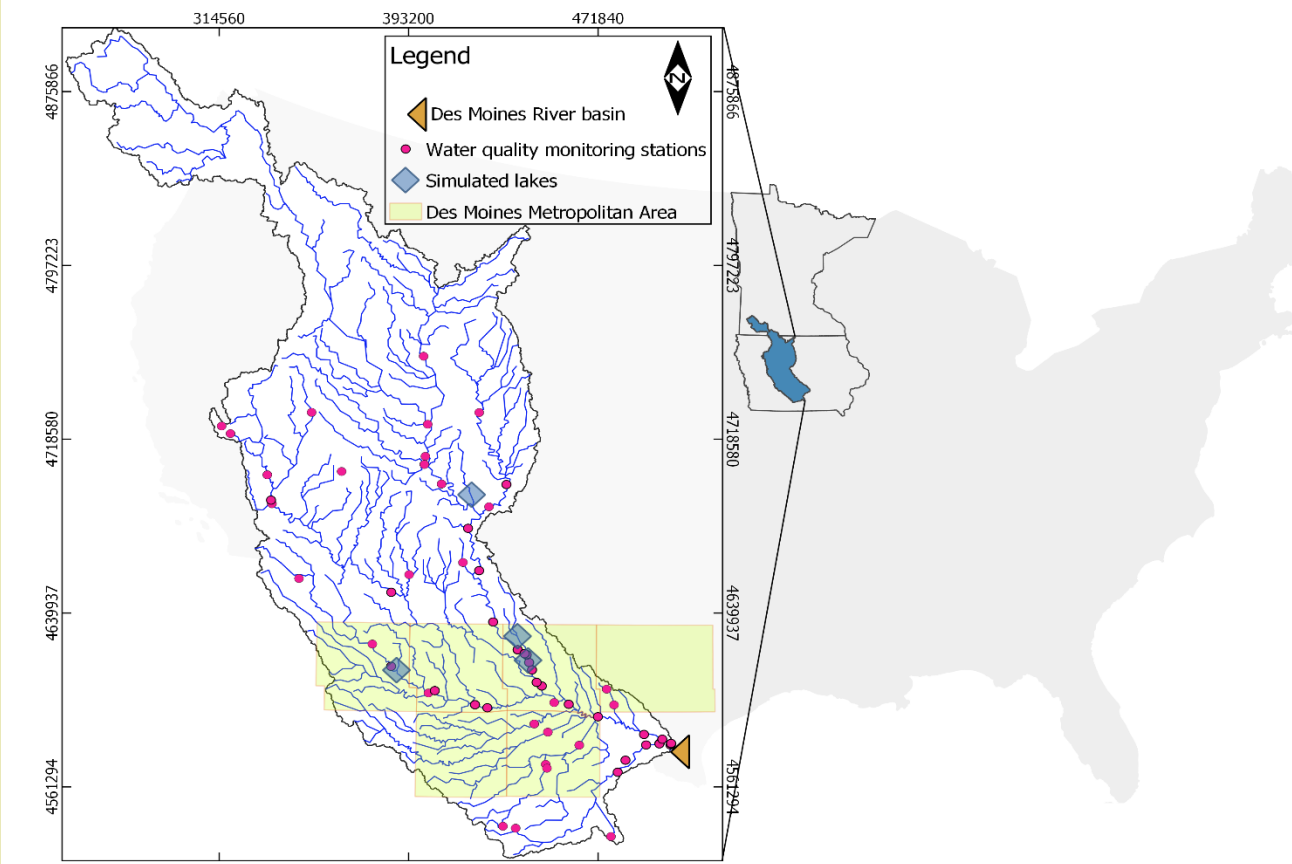 314560 393200 471840
Legend
Z
Des Moines River basin
Water quality monitoring stations
Simulated lakes
Des Moines Metropolitan Area
4875866 4875866
4797223 4797223
4718580 4718580
4639937 4639937
4561294 4561294